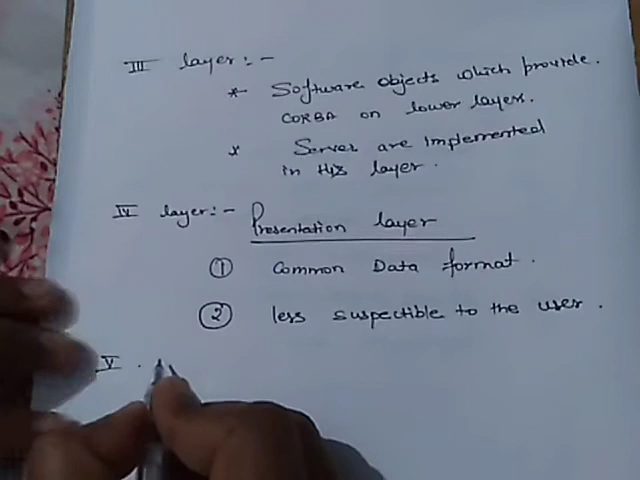 III layer :-
* Software objects which provide.
CORBA on lower layers.
* Server are implemented
in this layer.
IV layer :- Presentation layer
① Common Data format.
② less suspectible to the user.
V .